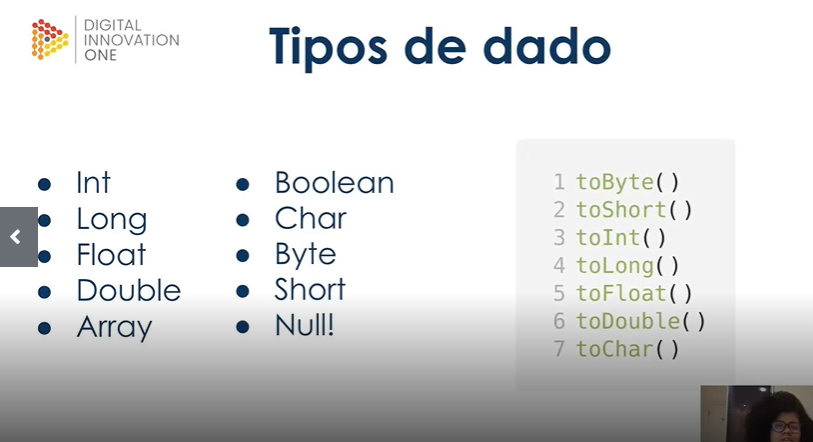 DIGITAL
INNOVATION
ONE
Tipos de dado
● Int
● Long
● Float
● Double
● Array
● Boolean
● Char
● Byte
● Short
● Null!
1 toByte()
2 toShort()
3 toInt()
4 toLong()
5 toFloat()
6 toDouble()
7 toChar()